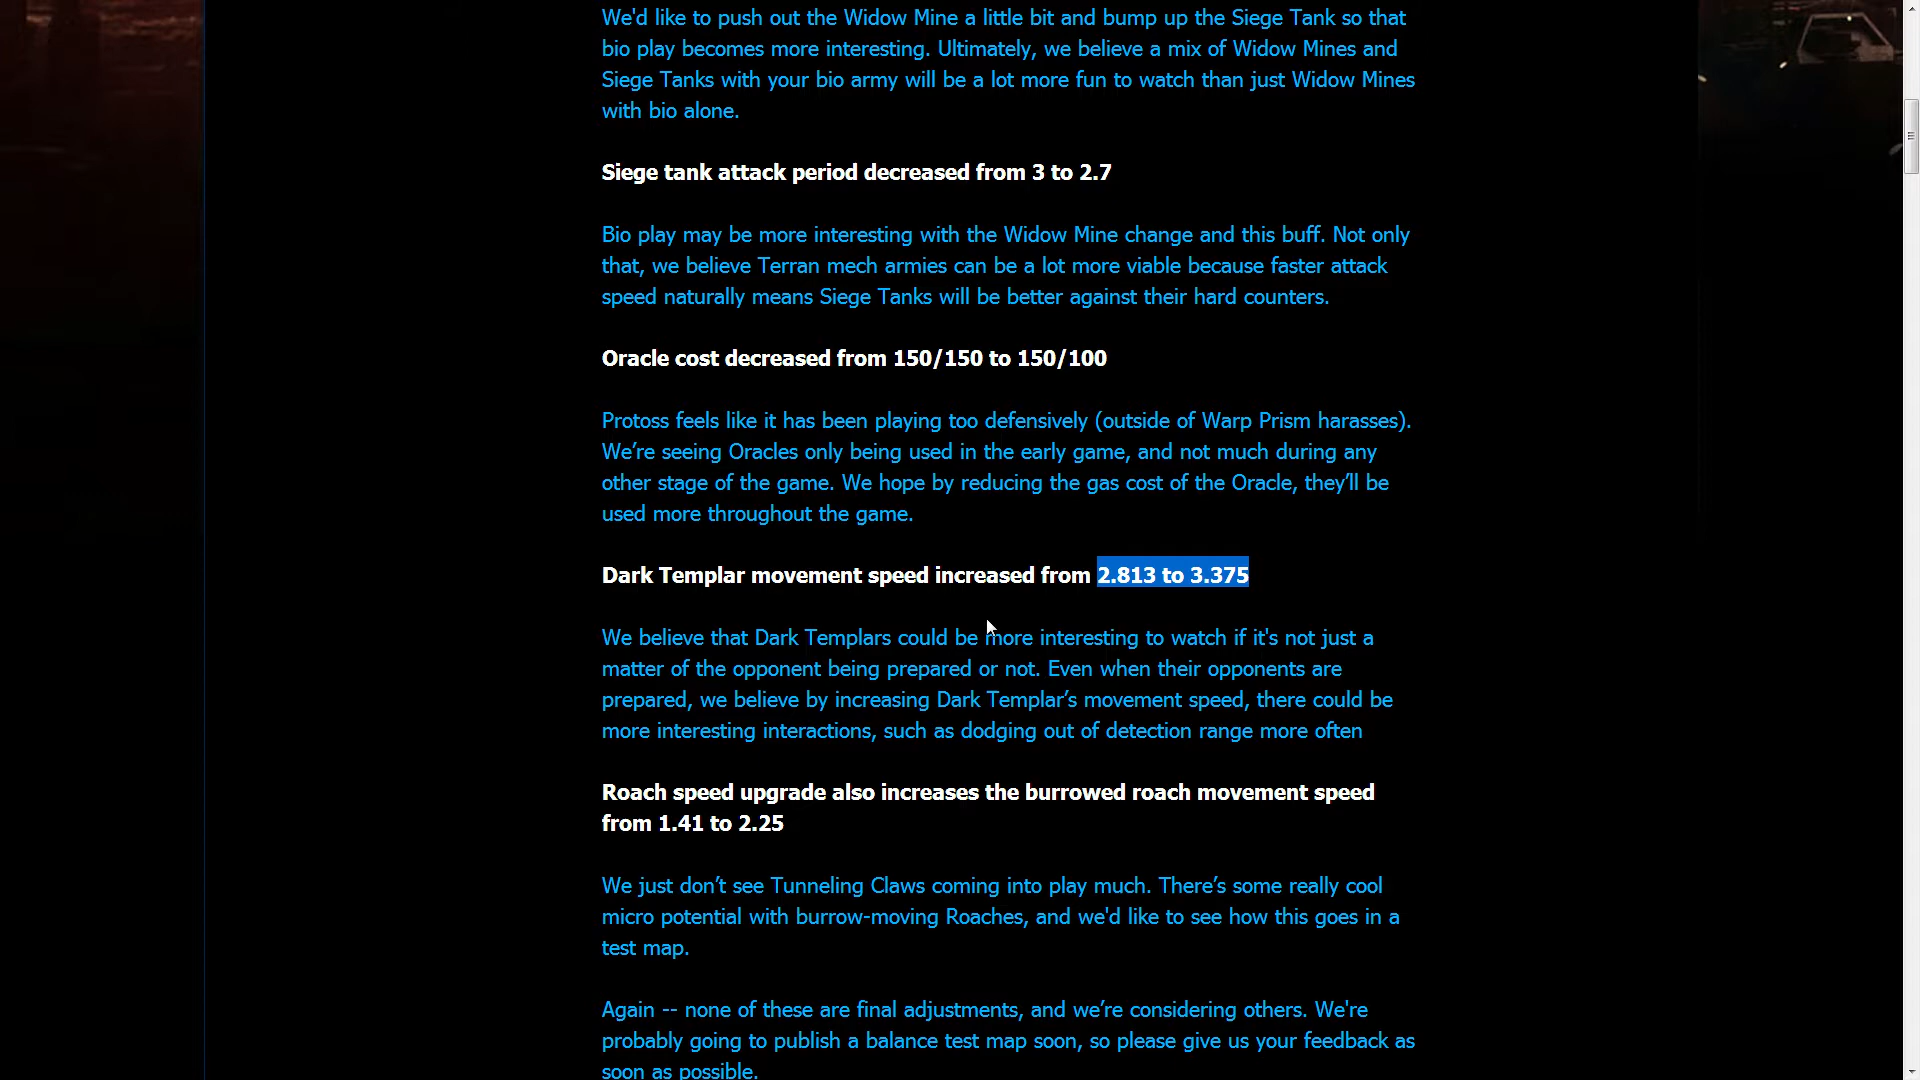 We'd like to push out the Widow Mine a little bit and bump up the Siege Tank so that
bio play becomes more interesting. Ultimately, we believe a mix of Widow Mines and
Siege Tanks with your bio army will be a lot more fun to watch than just Widow Mines
with bio alone.
Siege tank attack period decreased from 3 to 2.7
Bio play may be more interesting with the Widow Mine change and this buff. Not only
that, we believe Terran mech armies can be a lot more viable because faster attack
speed naturally means Siege Tanks will be better against their hard counters.
Oracle cost decreased from 150/150 to 150/100
Protoss feels like it has been playing too defensively (outside of Warp Prism harasses).
We’re seeing Oracles only being used in the early game, and not much during any
other stage of the game. We hope by reducing the gas cost of the Oracle, they’ll be
used more throughout the game.
Dark Templar movement speed increased from 2.813 to 3.375
We believe that Dark Templars could be more interesting to watch if it's not just a
matter of the opponent being prepared or not. Even when their opponents are
prepared, we believe by increasing Dark Templar’s movement speed, there could be
more interesting interactions, such as dodging out of detection range more often
Roach speed upgrade also increases the burrowed roach movement speed
from 1.41 to 2.25
We just don’t see Tunneling Claws coming into play much. There’s some really cool
micro potential with burrow-moving Roaches, and we'd like to see how this goes in a
test map.
Again -- none of these are final adjustments, and we’re considering others. We're
probably going to publish a balance test map soon, so please give us your feedback as
soon as possible.